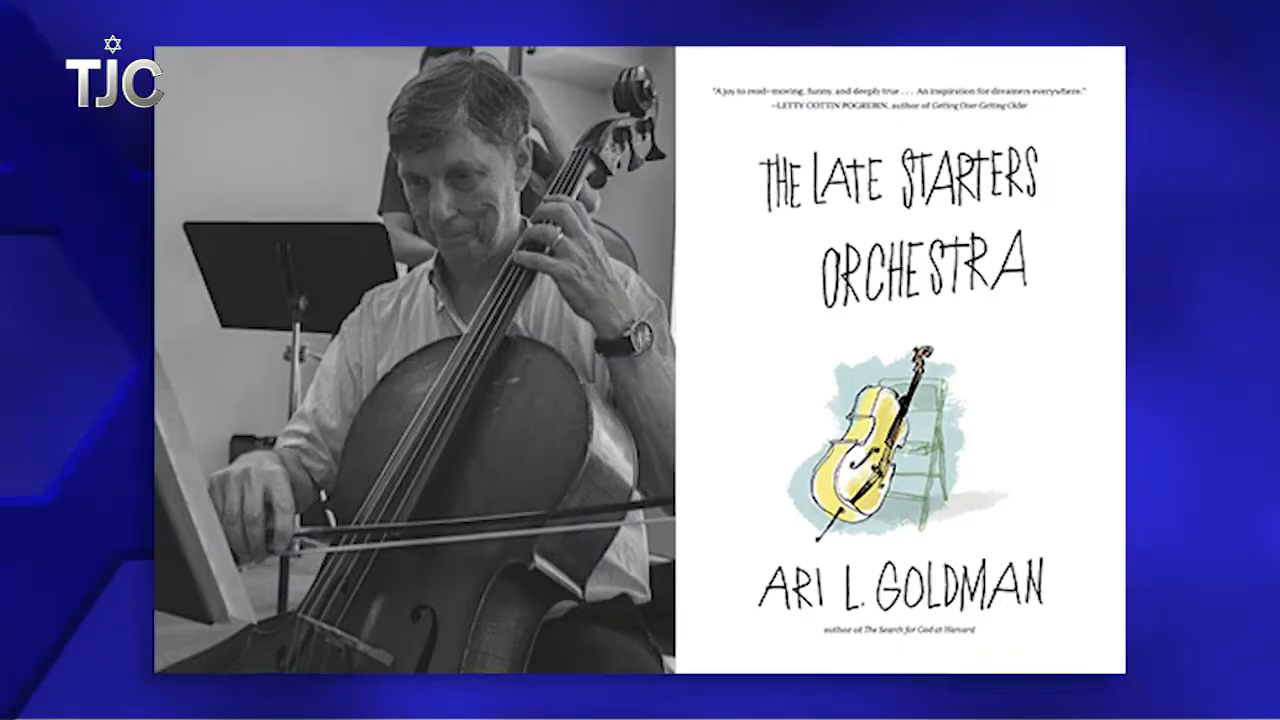 TJC
"A joy to read—moving, funny, and deeply true . . . An inspiration for dreamers everywhere."
—LETTY COTTIN POGREBIN, author of Getting Over Getting Older
THE LATE STARTERS
ORCHESTRA
ARI L. GOLDMAN
author of The Search for God at Harvard